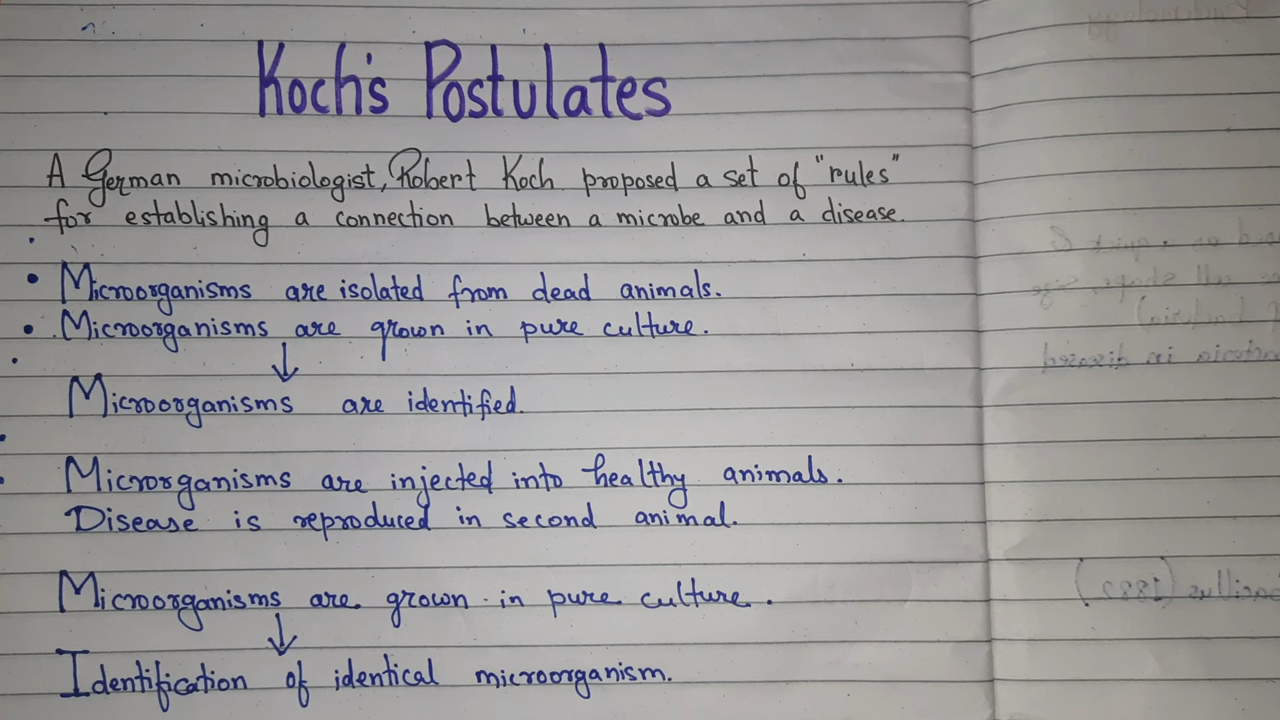 Koch's Postulates
A German microbiologist, Robert Koch proposed a set of "rules"
for establishing a connection between a microbe and a disease.
• Microorganisms are isolated from dead animals.
• Microorganisms are grown in pure culture.
↓
Microorganisms are identified.
Microorganisms are injected into healthy animals.
Disease is reproduced in second animal.
Microorganisms are grown in pure culture.
↓
Identification of identical microorganism.